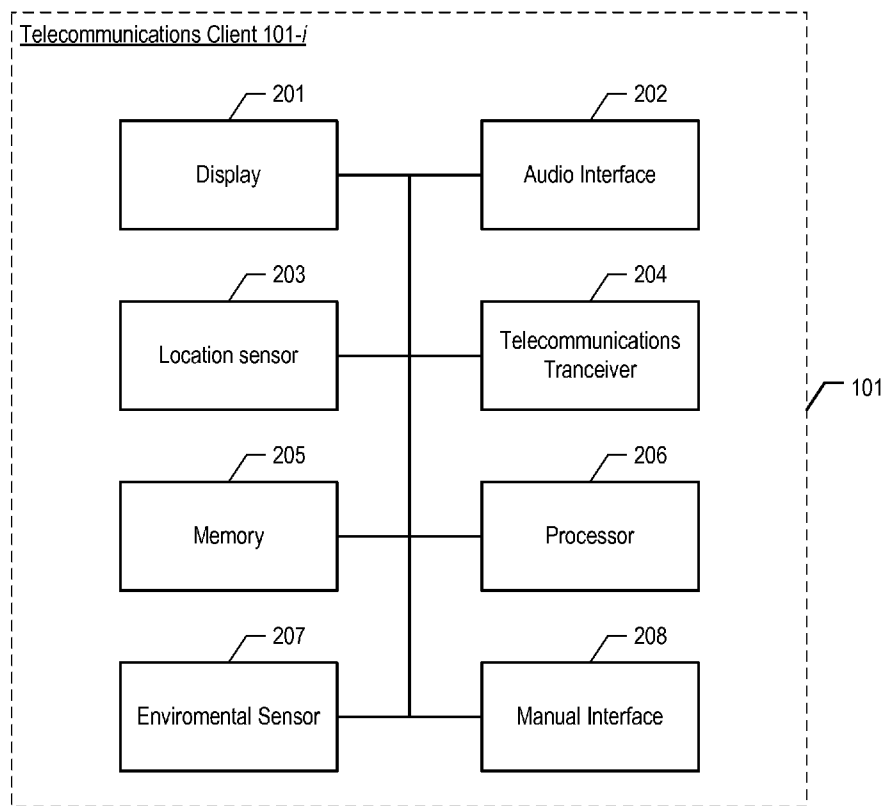 Telecommunications Client 101-i
201
202
Display
Audio Interface
203
204
Location sensor
Telecommunications
Tranceiver
101
205
206
Memory
Processor
207
208
Enviromental Sensor
Manual Interface